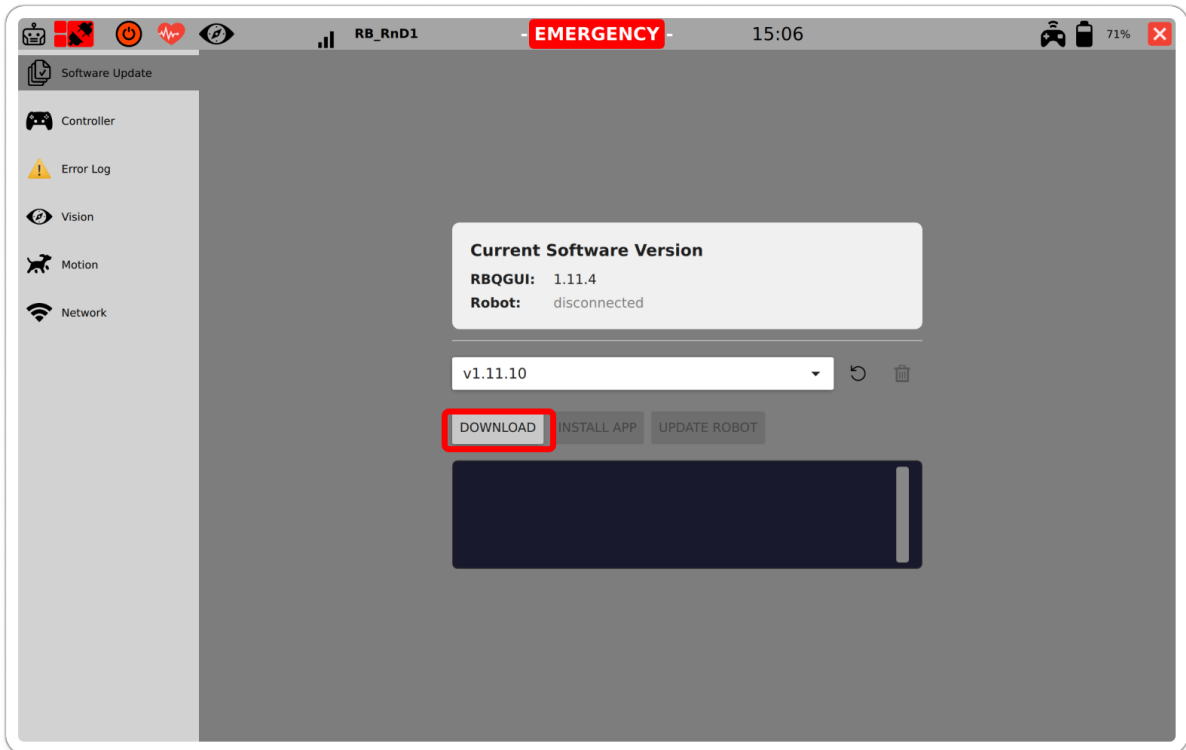 RB_RnD1 - EMERGENCY - 15:06 71%
Software Update
Controller
Error Log
Vision
Motion
Network
Current Software Version
RBQGUI: 1.11.4
Robot: disconnected
v1.11.10
DOWNLOAD INSTALL APP UPDATE ROBOT